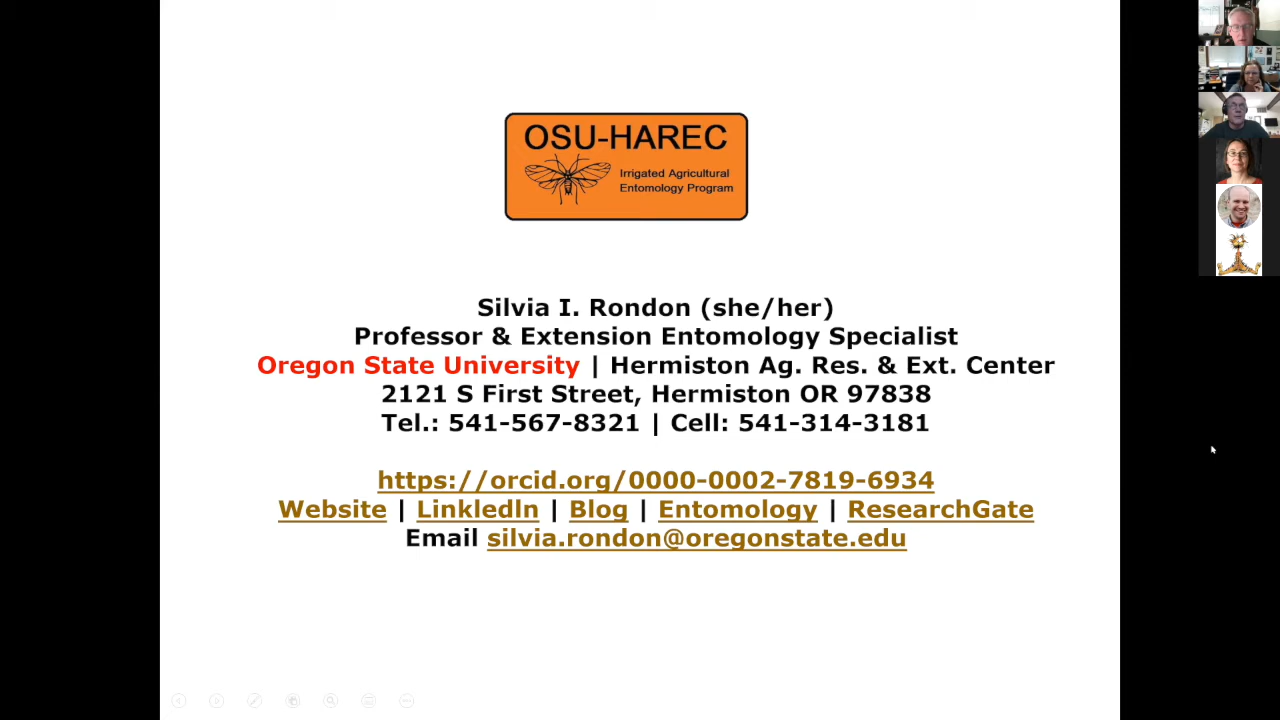 OSU-HAREC
Irrigated Agricultural
Entomology Program
Silvia I. Rondon (she/her)
Professor & Extension Entomology Specialist
Oregon State University | Hermiston Ag. Res. & Ext. Center
2121 S First Street, Hermiston OR 97838
Tel.: 541-567-8321 | Cell: 541-314-3181
https://orcid.org/0000-0002-7819-6934
Website | Linkledln | Blog | Entomology | ResearchGate
Email silvia.rondon@oregonstate.edu